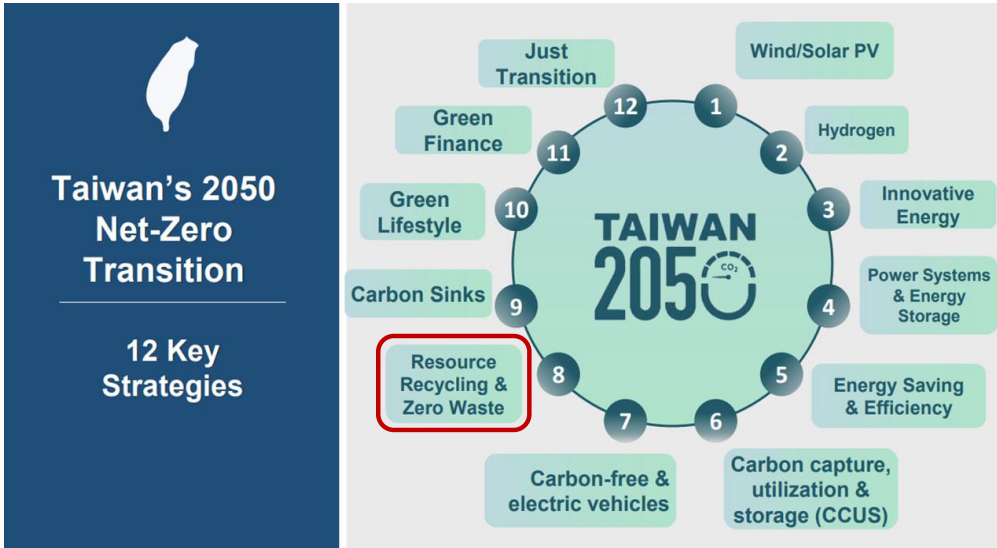 Taiwan's 2050
Net-Zero
Transition
12 Key
Strategies
TAIWAN
2050
CO₂
1
Wind/Solar PV
2
Hydrogen
3
Innovative
Energy
4
Power Systems
& Energy
Storage
5
Energy Saving
& Efficiency
6
Carbon capture,
utilization &
storage (CCUS)
7
Carbon-free &
electric vehicles
8
Resource
Recycling &
Zero Waste
9
Carbon Sinks
10
Green
Lifestyle
11
Green
Finance
12
Just
Transition